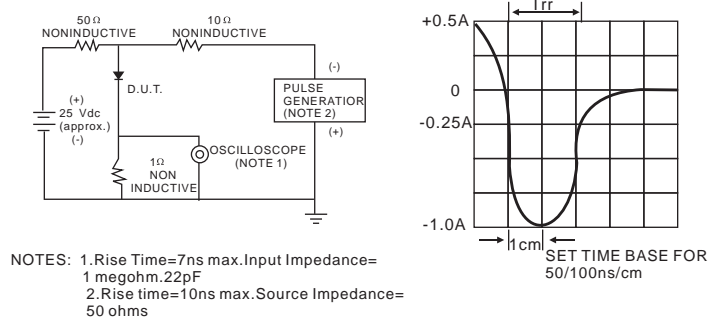 50Ω
NONINDUCTIVE
10Ω
NONINDUCTIVE
(+)
25 Vdc
(approx.)
(-)
D.U.T.
1Ω
NON
INDUCTIVE
OSCILLOSCOPE
(NOTE 1)
(-)
PULSE
GENERATIOR
(NOTE 2)
(+)
Trr
+0.5A
0
-0.25A
-1.0A
1cm
SET TIME BASE FOR
50/100ns/cm
NOTES: 1.Rise Time=7ns max.Input Impedance=
1 megohm.22pF
2.Rise time=10ns max.Source Impedance=
50 ohms